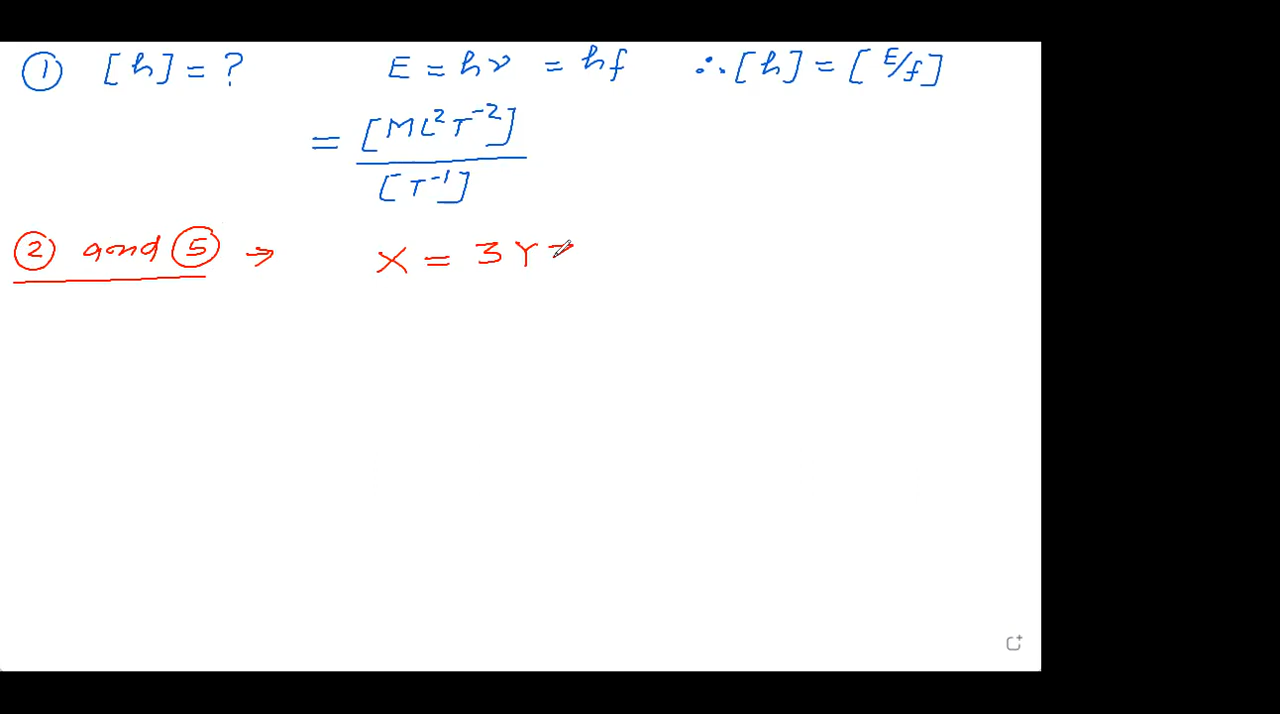 ① [h] = ? E = hν = hf ∴ [h] = [E/f]
= [ML²T⁻²]
[T⁻¹]
② and ⑤ → X = 3Y